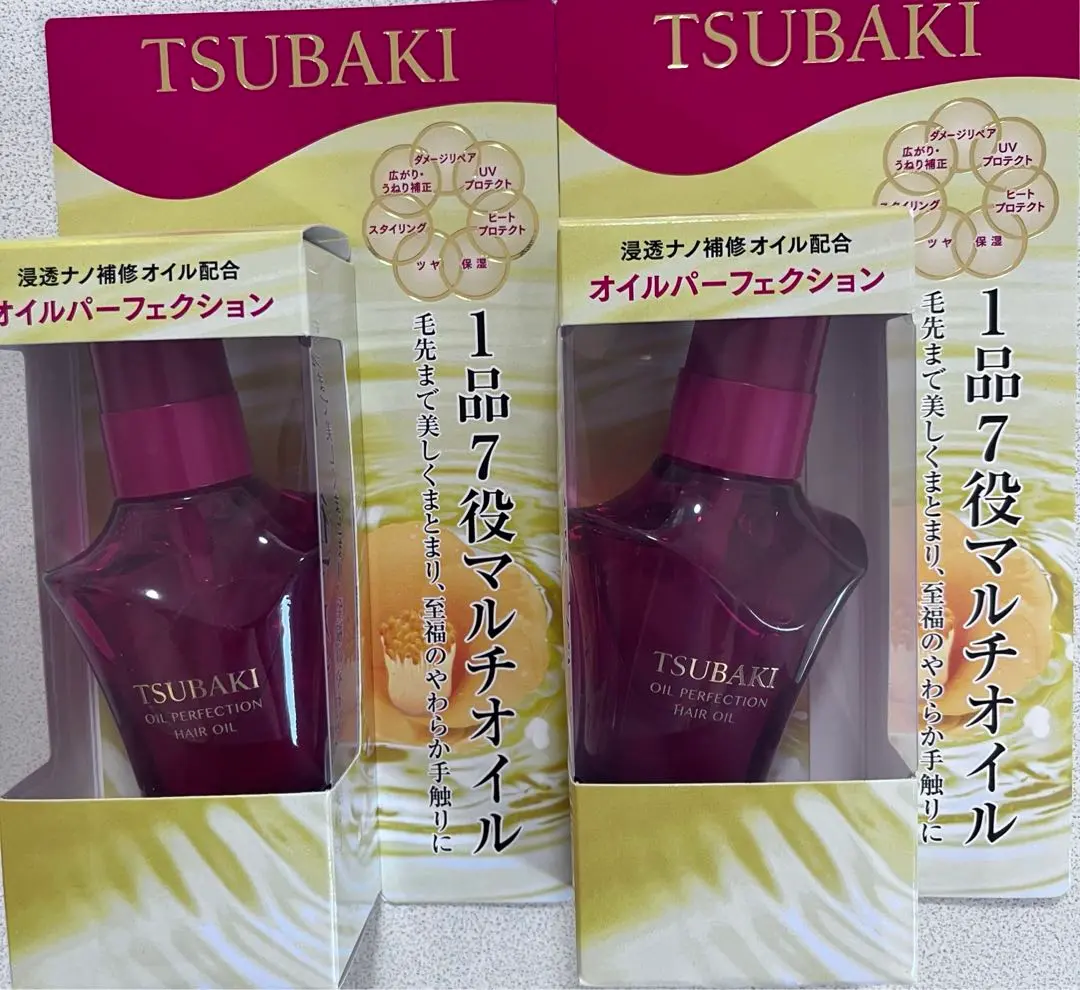 TSUBAKI
ダメージリペア
広がり・
うねり補正
UV
プロテクト
スタイリング
ヒート
プロテクト
ツヤ
保湿
浸透ナノ補修オイル配合
オイルパーフェクション
1品7役マルチオイル
毛先まで美しくまとまり、至福のやわらか手触りに
TSUBAKI
OIL PERFECTION
HAIR OIL
TSUBAKI
ダメージリペア
広がり・
うねり補正
UV
プロテクト
スタイリング
ヒート
プロテクト
ツヤ
保湿
浸透ナノ補修オイル配合
オイルパーフェクション
1品7役マルチオイル
毛先まで美しくまとまり、至福のやわらか手触りに
TSUBAKI
OIL PERFECTION
HAIR OIL